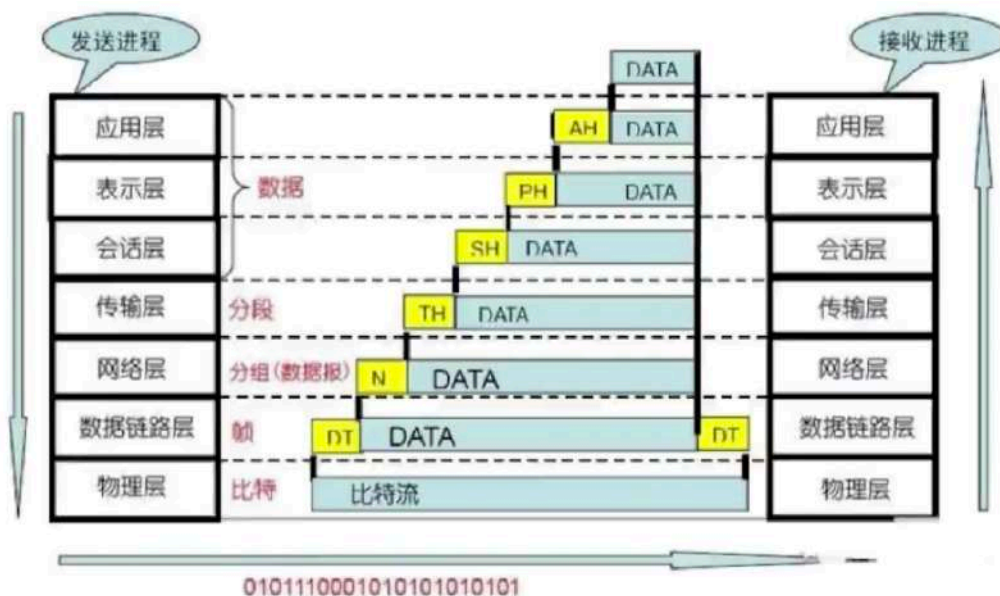 发送进程
接收进程
DATA
应用层
AH DATA
应用层
表示层
数据
PH DATA
表示层
会话层
SH DATA
会话层
传输层
分段
TH DATA
传输层
网络层
分组(数据报)
N DATA
网络层
数据链路层
帧
DT DATA DT
数据链路层
物理层
比特
比特流
物理层
010111000101010101010101